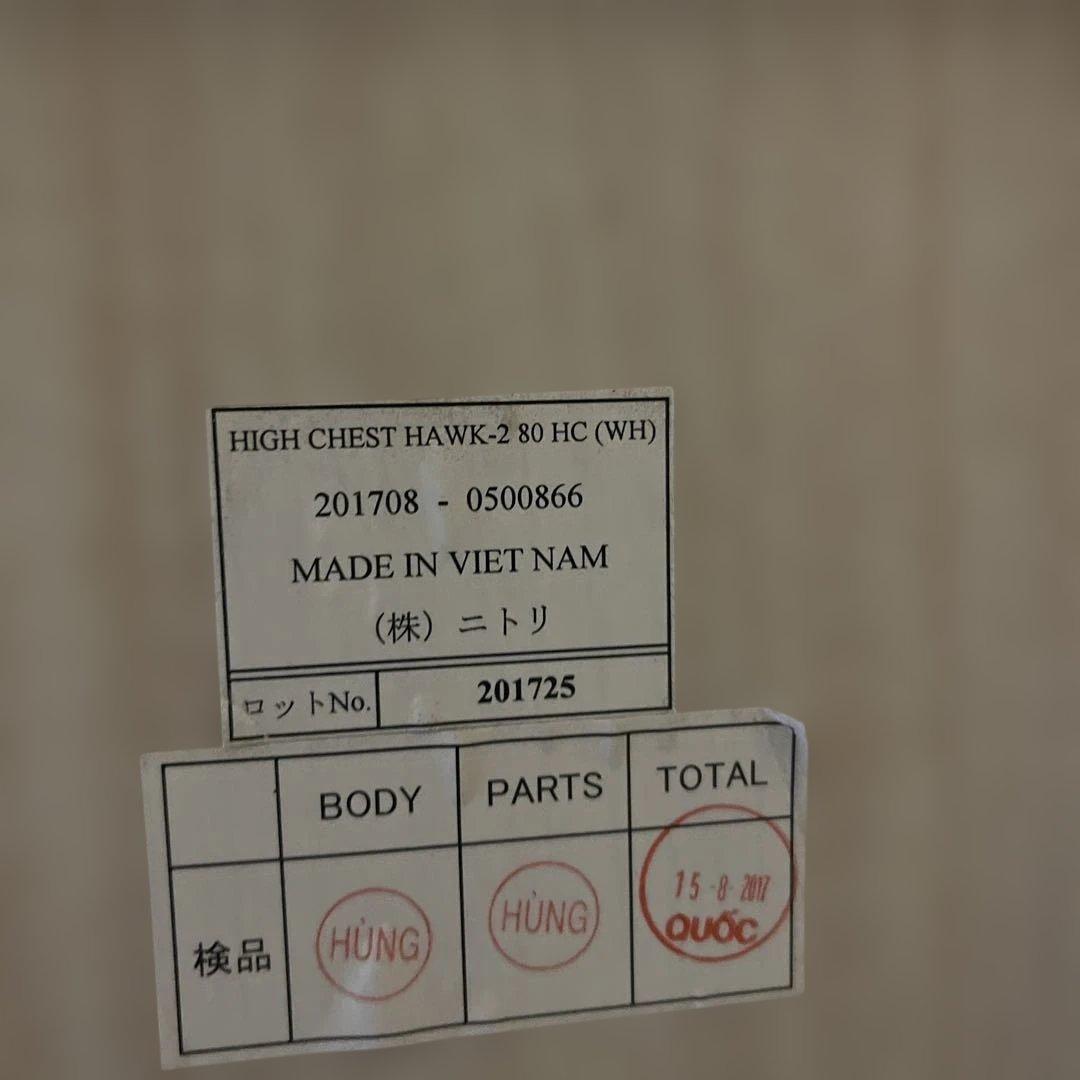 HIGH CHEST HAWK-2 80 HC (WH)
201708 - 0500866
MADE IN VIET NAM
(株) ニトリ
ロットNo. 201725
BODY PARTS TOTAL
検品 HÙNG HÙNG 15-8-2017
QUỐC